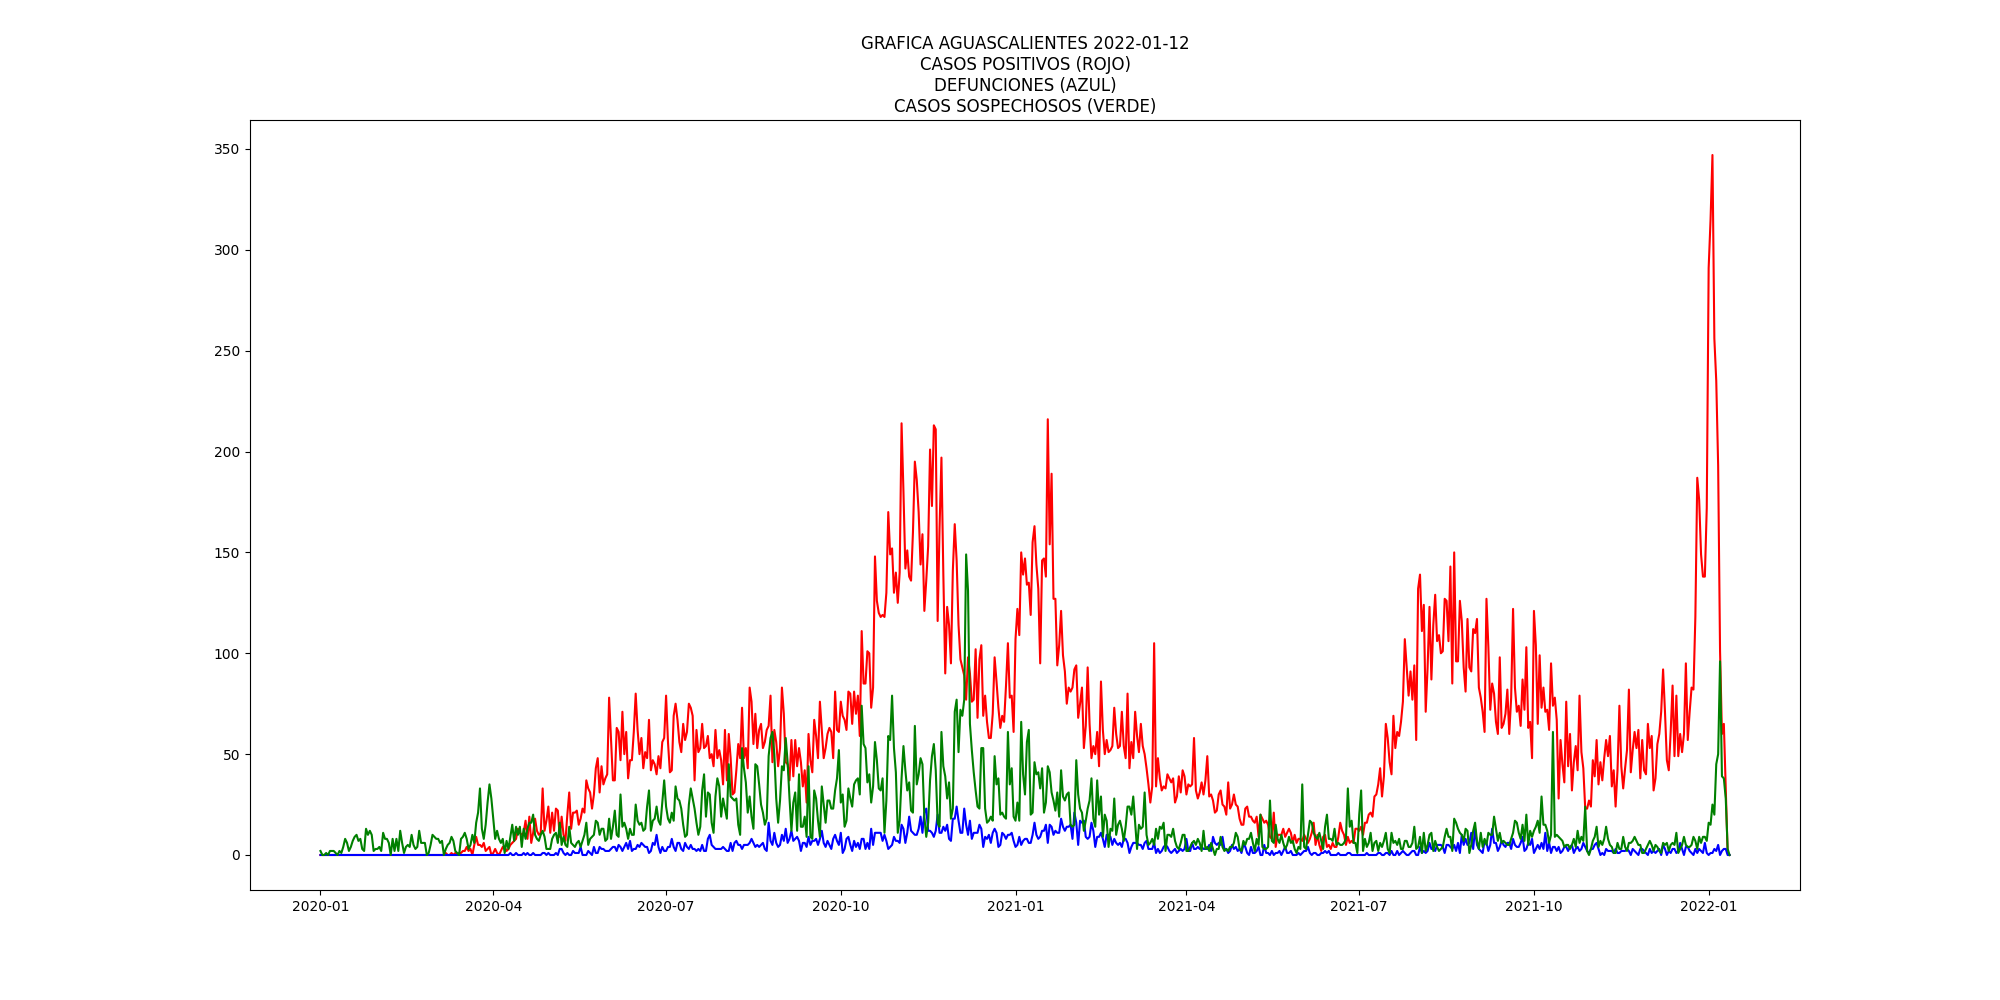 GRAFICA AGUASCALIENTES 2022-01-12
CASOS POSITIVOS (ROJO)
DEFUNCIONES (AZUL)
CASOS SOSPECHOSOS (VERDE)
350
300
250
200
150
100
50
0
2020-01 2020-04 2020-07 2020-10 2021-01 2021-04 2021-07 2021-10 2022-01